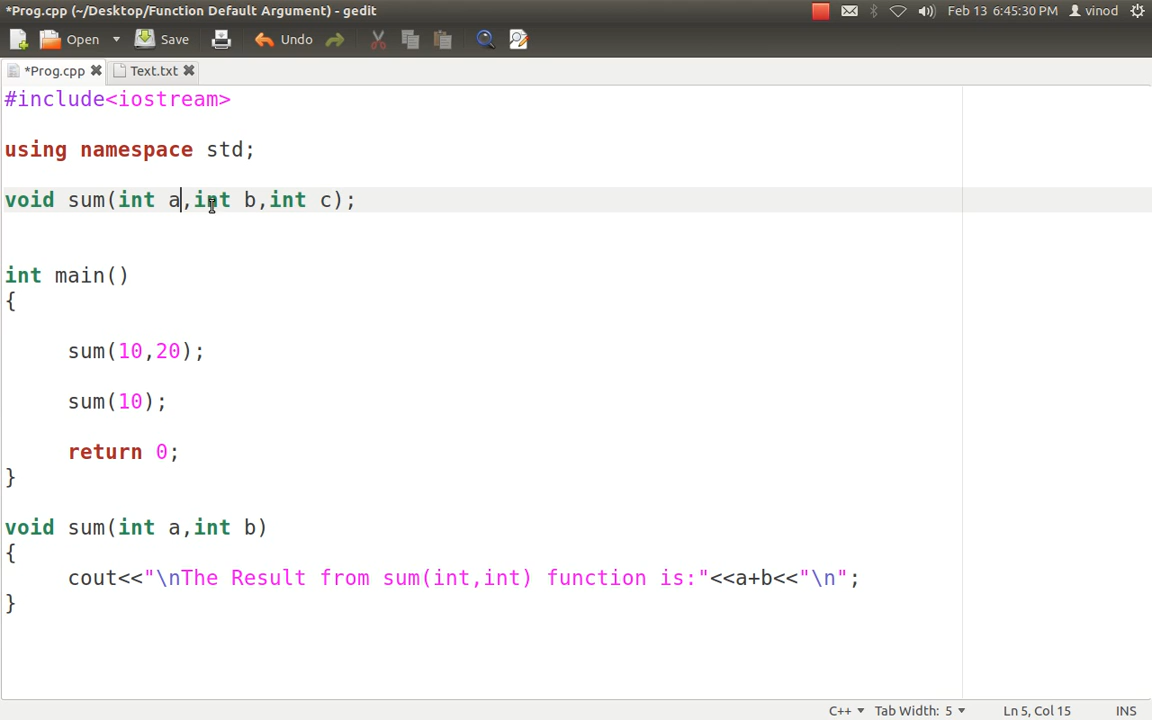 *Prog.cpp (~/Desktop/Function Default Argument) - gedit
Feb 13 6:45:30 PM vinod
Open Save Undo
*Prog.cpp Text.txt
#include<iostream>
using namespace std;
void sum(int a,int b,int c);
int main()
{
sum(10,20);
sum(10);
return 0;
}
void sum(int a,int b)
{
cout<<"\nThe Result from sum(int,int) function is:"<<a+b<<"\n";
}
C++ Tab Width: 5 Ln 5, Col 15 INS